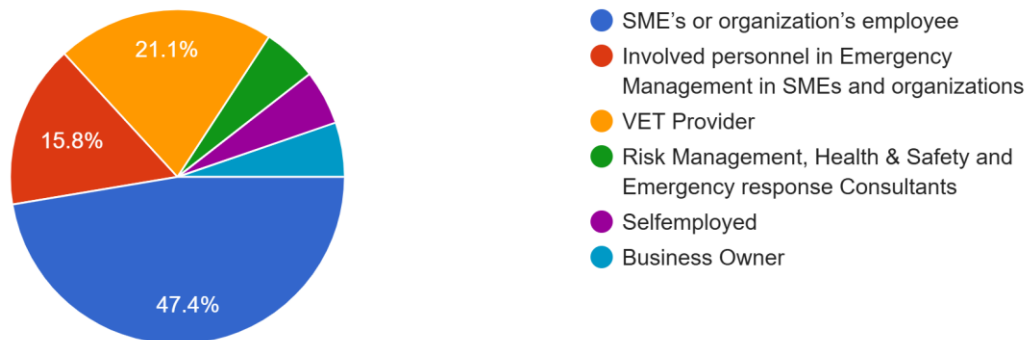 21.1%
15.8%
47.4%
SME’s or organization’s employee
Involved personnel in Emergency
Management in SMEs and organizations
VET Provider
Risk Management, Health & Safety and
Emergency response Consultants
Selfemployed
Business Owner